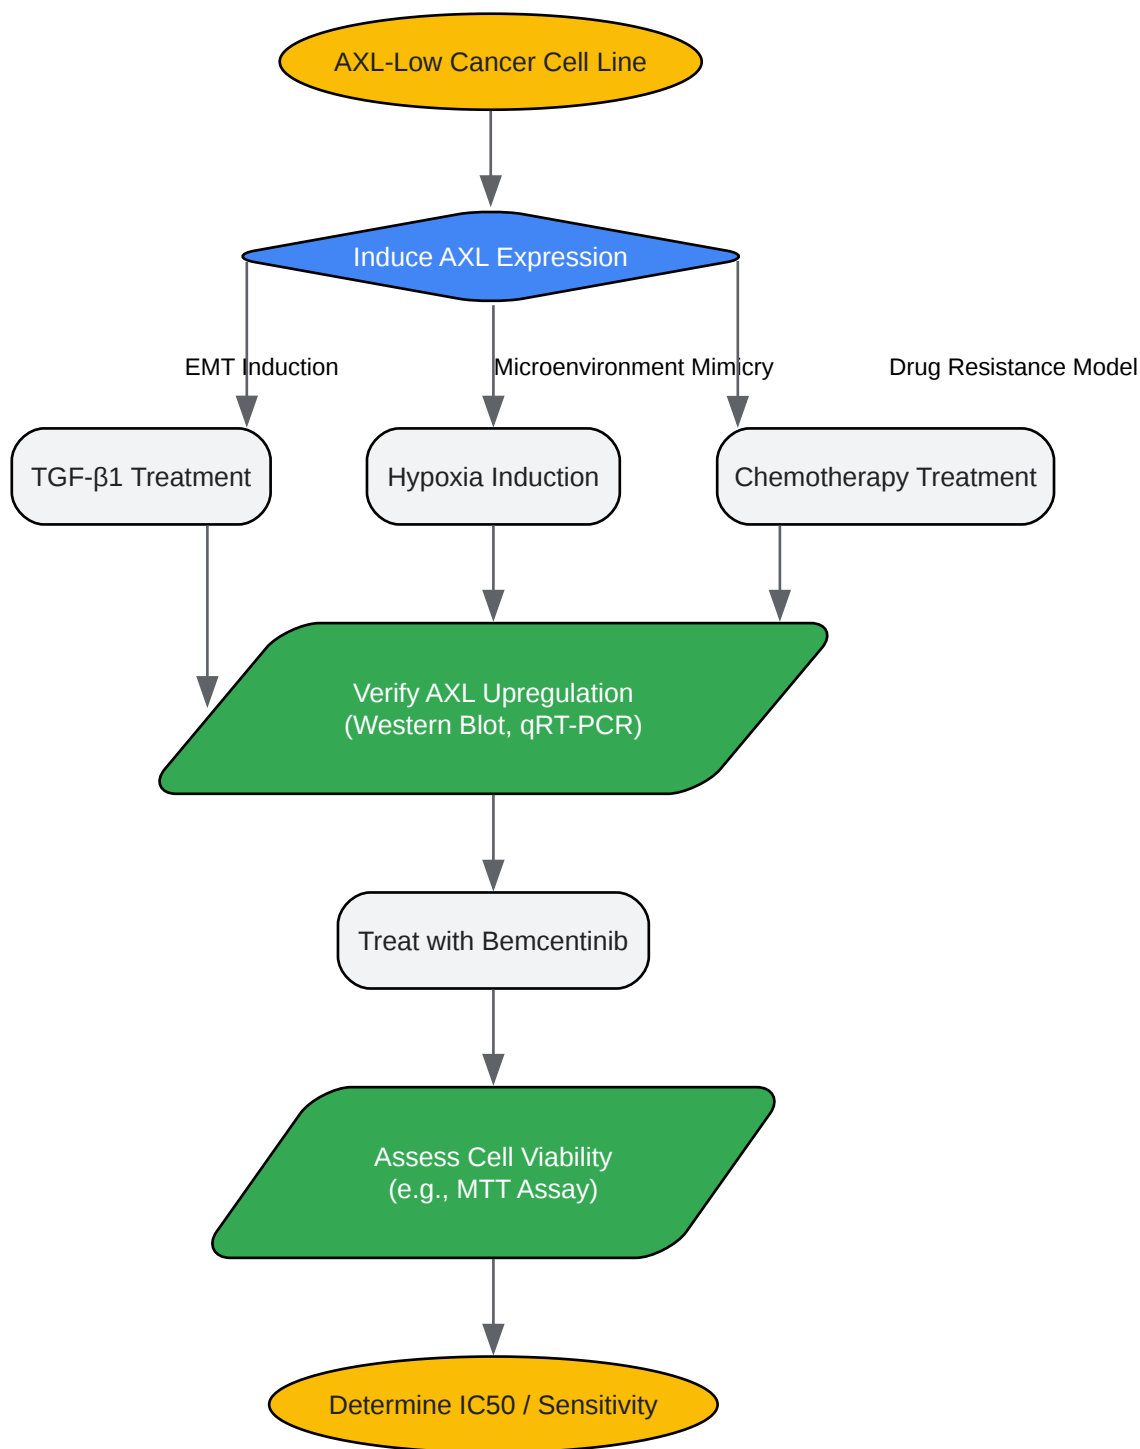 AXL-Low Cancer Cell Line
Induce AXL Expression
EMT Induction
Microenvironment Mimicry
Drug Resistance Model
TGF-β1 Treatment
Hypoxia Induction
Chemotherapy Treatment
Verify AXL Upregulation
(Western Blot, qRT-PCR)
Treat with Bemcentinib
Assess Cell Viability
(e.g., MTT Assay)
Determine IC50 / Sensitivity